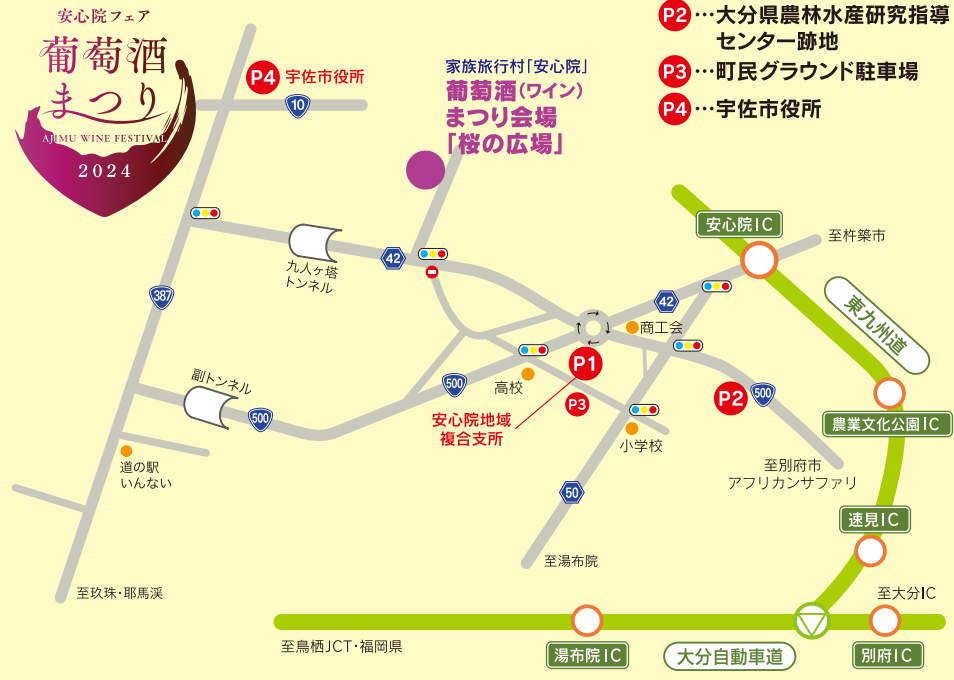 安心院フェア
葡萄酒
まつり
AJIMU WINE FESTIVAL
2024
P4 宇佐市役所
10
家族旅行村「安心院」
葡萄酒(ワイン)
まつり会場
「桜の広場」
P2…大分県農林水産研究指導
センター跡地
P3…町民グラウンド駐車場
P4…宇佐市役所
安心院IC
至杵築市
東九州道
九人ヶ塔
トンネル
42
387
42
商工会
P1
副トンネル
500
500
高校
P3
安心院地域
複合支所
P2
500
農業文化公園IC
小学校
道の駅
いんない
至別府市
アフリカンサファリ
50
速見IC
至湯布院
至玖珠・耶馬渓
至大分IC
至鳥栖JCT・福岡県
湯布院IC
大分自動車道
別府IC